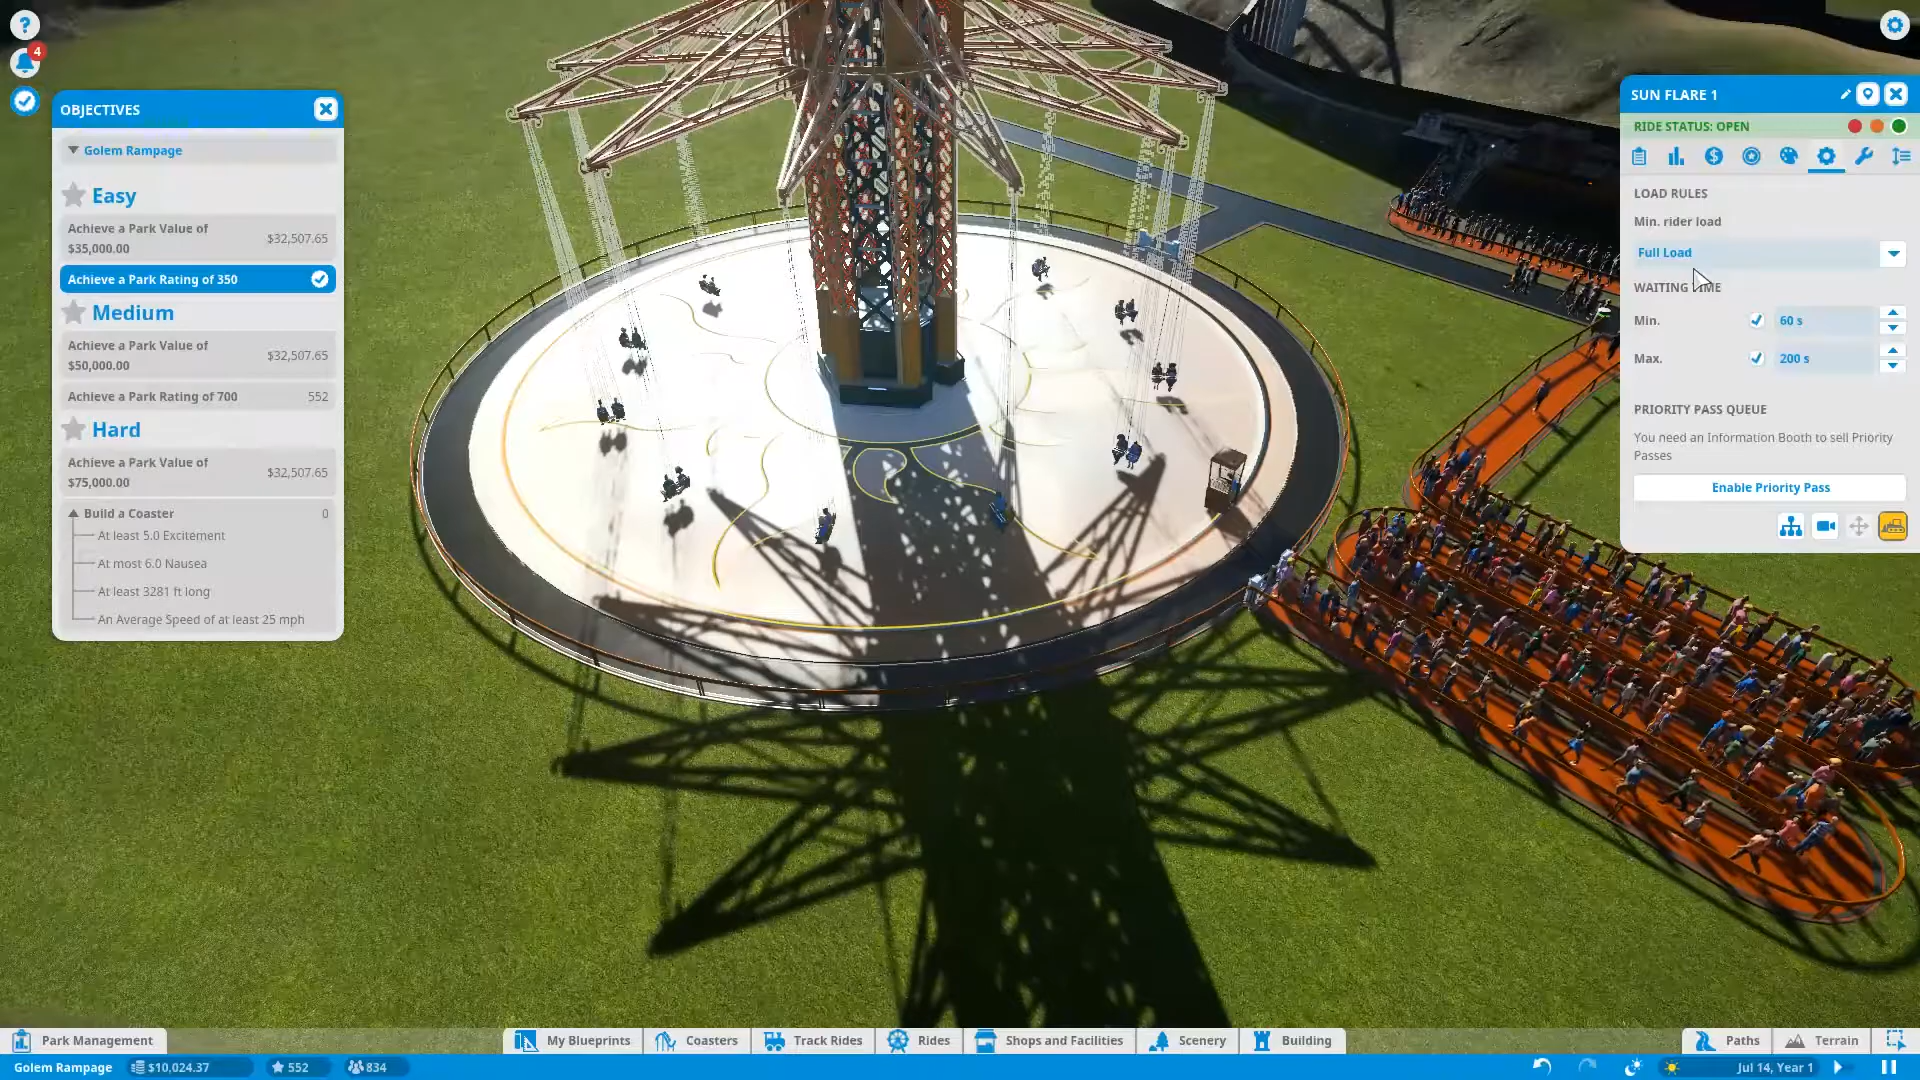 ?
4
OBJECTIVES
Golem Rampage
Easy
Achieve a Park Value of
$35,000.00
$32,507.65
Achieve a Park Rating of 350
Medium
Achieve a Park Value of
$50,000.00
$32,507.65
Achieve a Park Rating of 700
552
Hard
Achieve a Park Value of
$75,000.00
$32,507.65
Build a Coaster
0
At least 5.0 Excitement
At most 6.0 Nausea
At least 3281 ft long
An Average Speed of at least 25 mph
SUN FLARE 1
RIDE STATUS: OPEN
LOAD RULES
Min. rider load
Full Load
WAITING TIME
Min.
60 s
Max.
200 s
PRIORITY PASS QUEUE
You need an Information Booth to sell Priority
Passes
Enable Priority Pass
Park Management
My Blueprints
Coasters
Track Rides
Rides
Shops and Facilities
Scenery
Building
Paths
Terrain
Golem Rampage
$10,024.37
552
834
Jul 14, Year 1